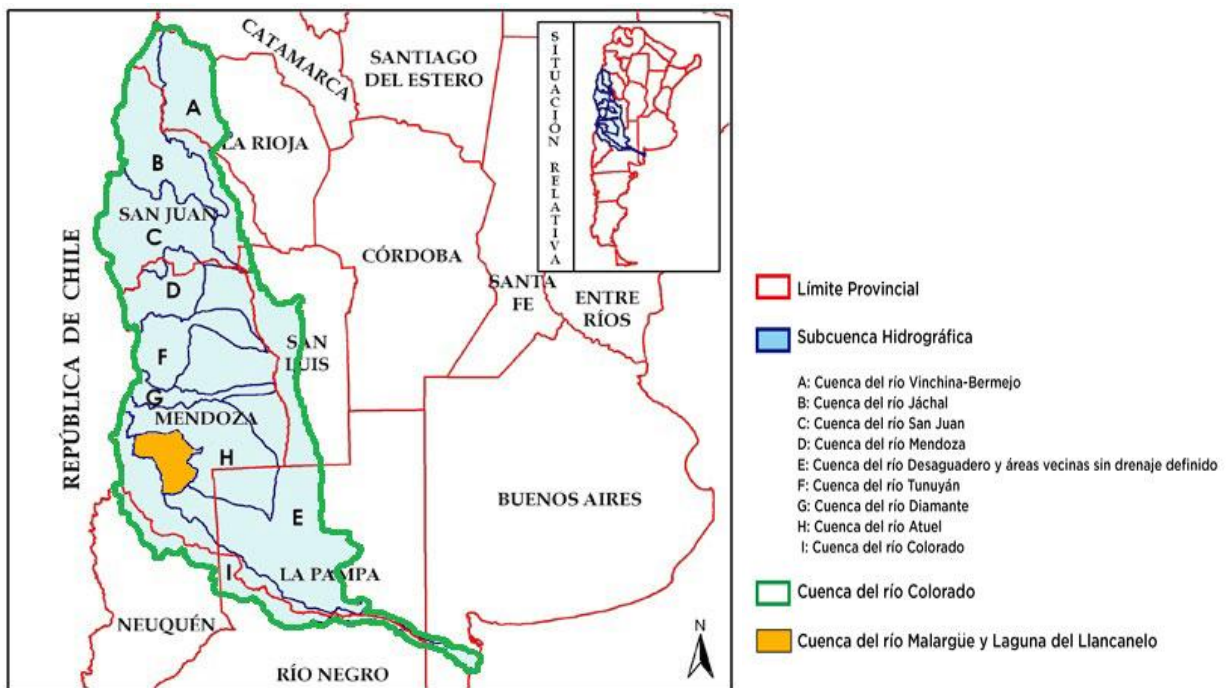 CATAMARCA
SANTIAGO
DEL ESTERO
A
LA RIOJA
B
SAN JUAN
C
CÓRDOBA
SANTA
FE
ENTRE
RÍOS
D
SAN
LUIS
F
G
MENDOZA
H
E
BUENOS AIRES
I
LA PAMPA
NEUQUÉN
RÍO NEGRO
REPÚBLICA DE CHILE
SITUACIÓN RELATIVA
N
Límite Provincial
Subcuenca Hidrográfica
A: Cuenca del río Vinchina-Bermejo
B: Cuenca del río Jáchal
C: Cuenca del río San Juan
D: Cuenca del río Mendoza
E: Cuenca del río Desaguadero y áreas vecinas sin drenaje definido
F: Cuenca del río Tunuyán
G: Cuenca del río Diamante
H: Cuenca del río Atuel
I: Cuenca del río Colorado
Cuenca del río Colorado
Cuenca del río Malargüe y Laguna del Llancanelo